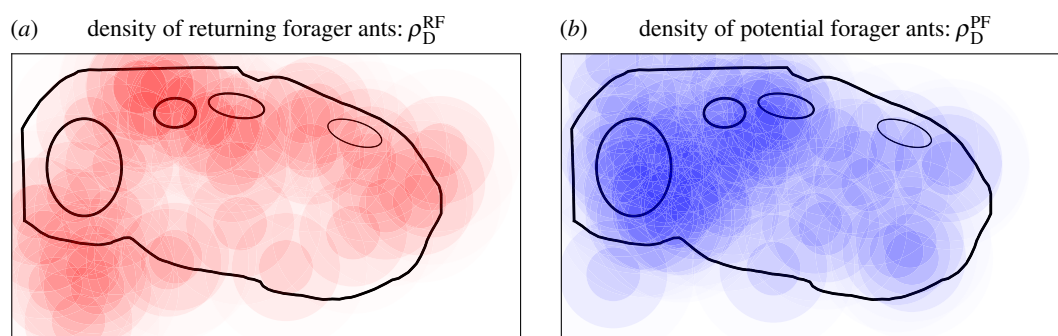 (a) density of returning forager ants: ρ_D^RF
(b) density of potential forager ants: ρ_D^PF